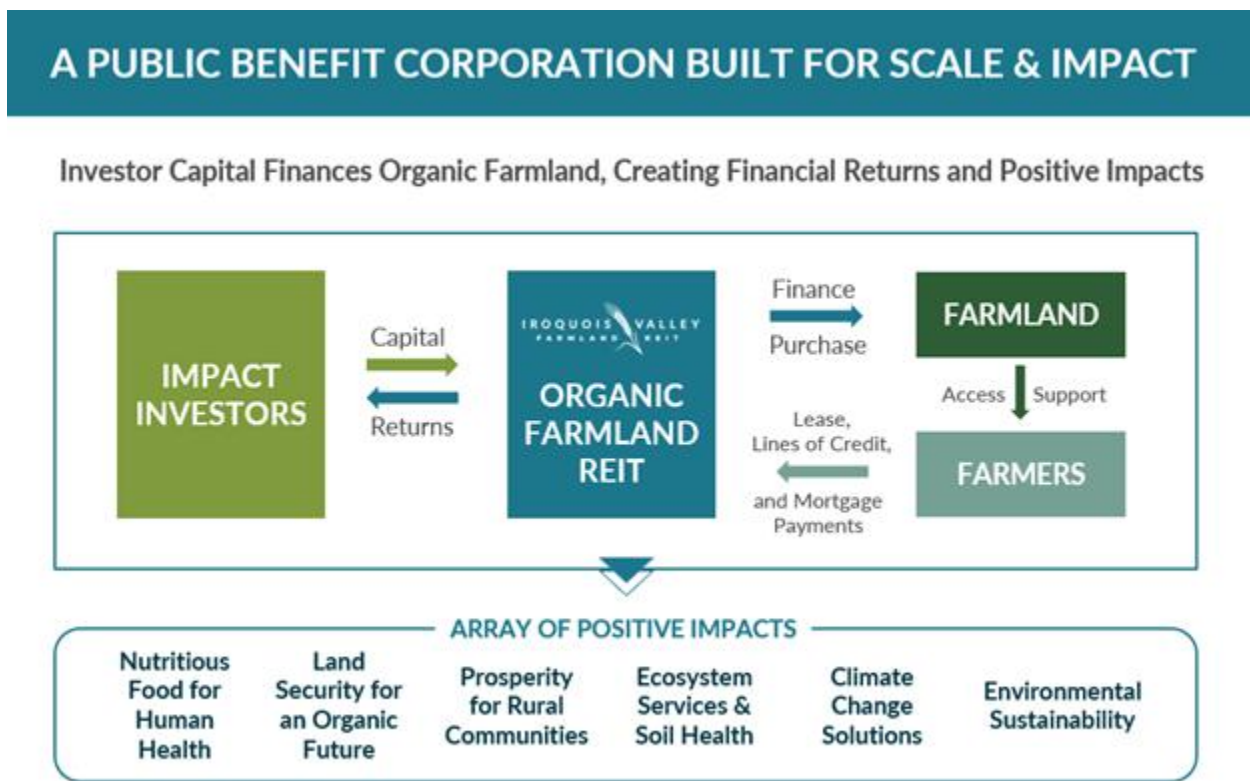 A PUBLIC BENEFIT CORPORATION BUILT FOR SCALE & IMPACT
Investor Capital Finances Organic Farmland, Creating Financial Returns and Positive Impacts
IMPACT
INVESTORS
Capital
Returns
IROQUOIS VALLEY
FARMLAND REIT
ORGANIC
FARMLAND
REIT
Finance
Purchase
FARMLAND
Access Support
FARMERS
Lease,
Lines of Credit,
and Mortgage
Payments
ARRAY OF POSITIVE IMPACTS
Nutritious
Food for
Human
Health
Land
Security for
an Organic
Future
Prosperity
for Rural
Communities
Ecosystem
Services &
Soil Health
Climate
Change
Solutions
Environmental
Sustainability